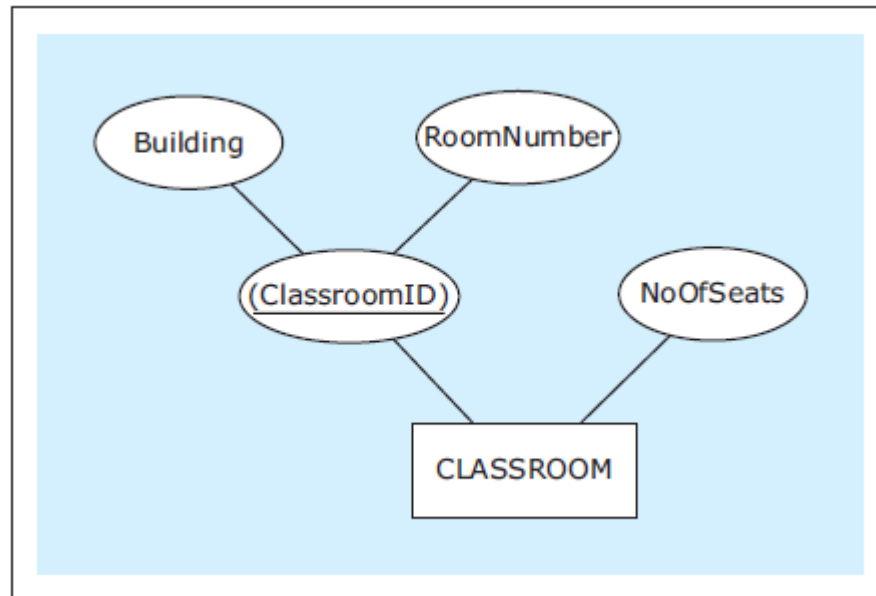 Building
RoomNumber
(ClassroomID)
NoOfSeats
CLASSROOM